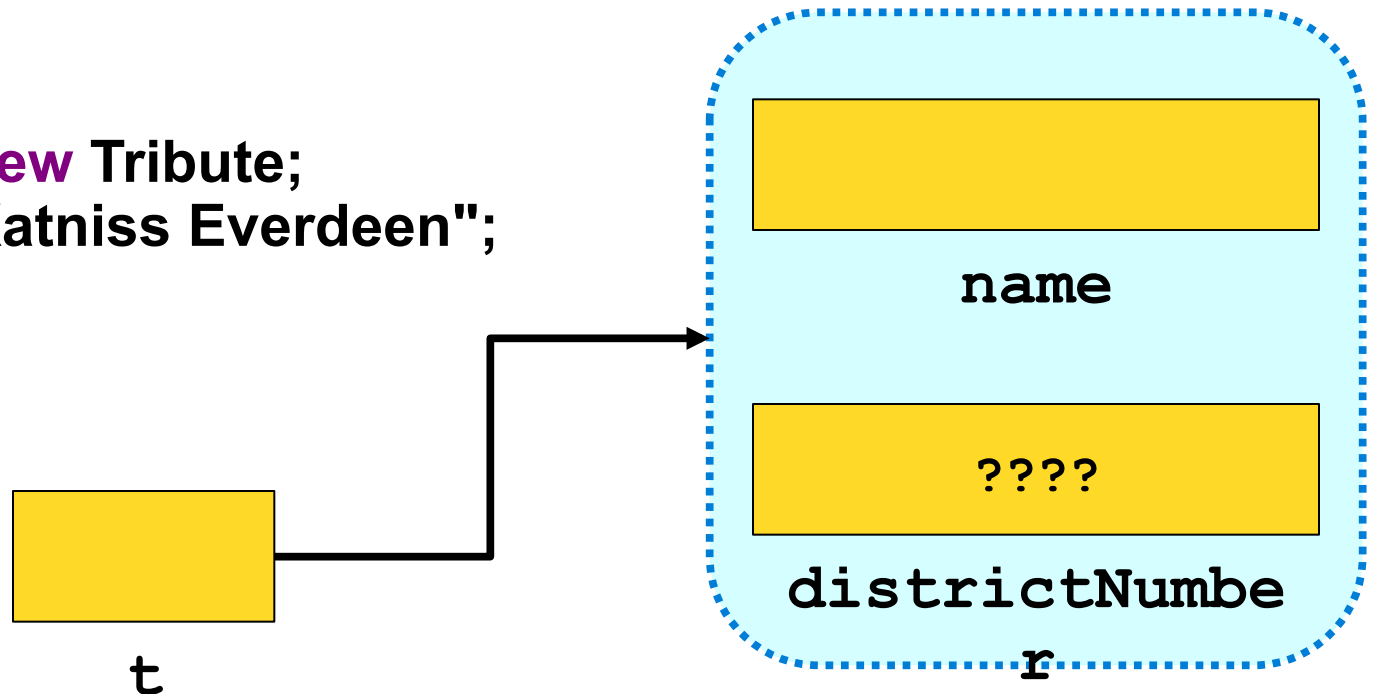 ew Tribute;
atniss Everdeen";
name
????
districtNumbe
r
t